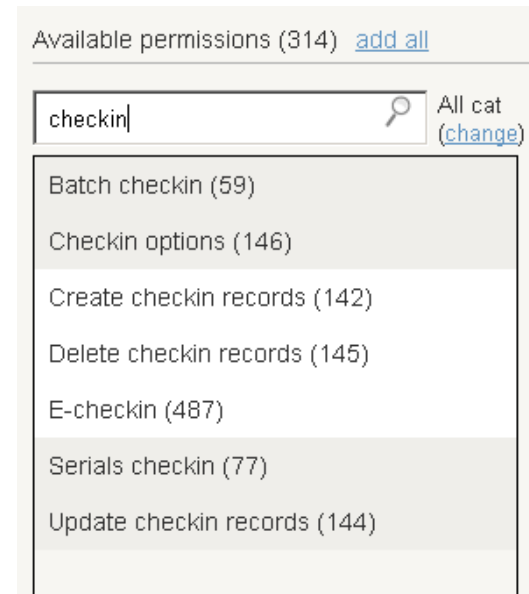 Available permissions (314) add all
checkin
All cat
(change)
Batch checkin (59)
Checkin options (146)
Create checkin records (142)
Delete checkin records (145)
E-checkin (487)
Serials checkin (77)
Update checkin records (144)